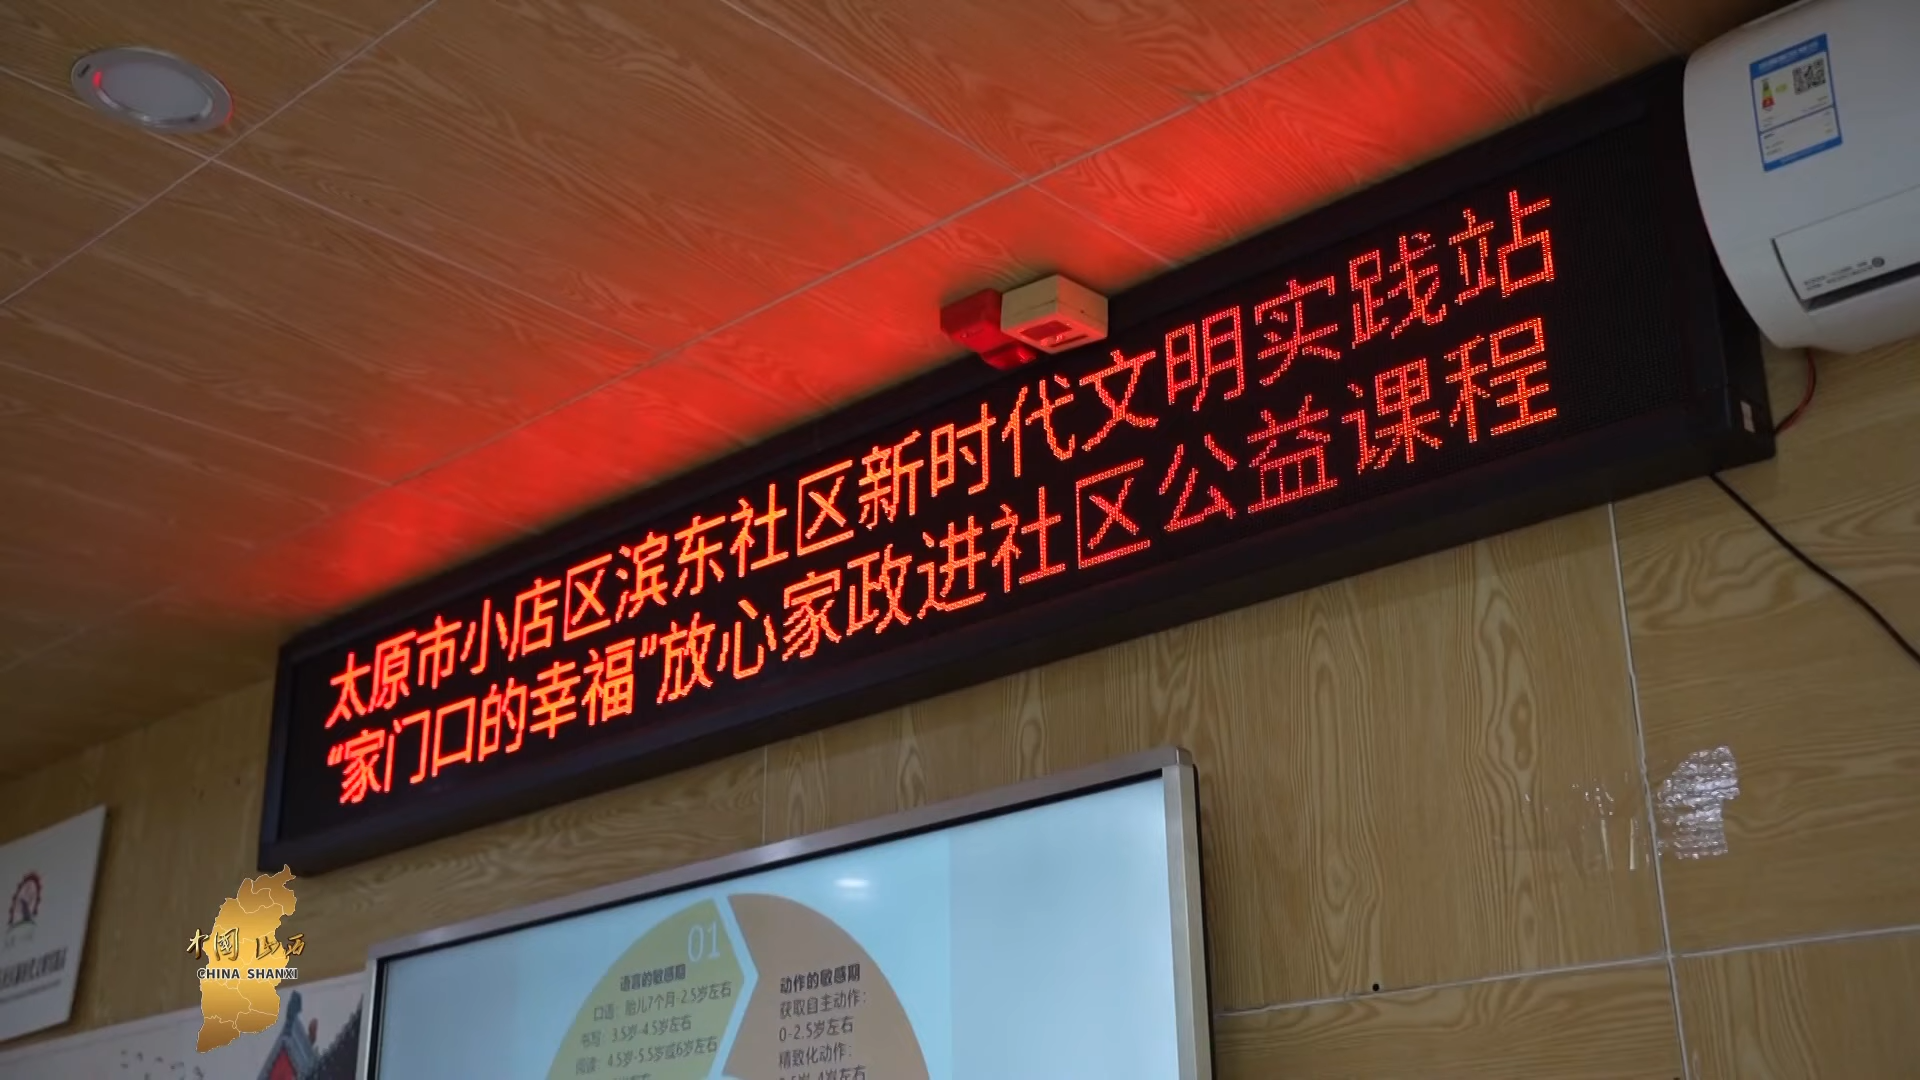 太原市小店区滨东社区新时代文明实践站
“家门口的幸福”放心家政进社区公益课程
01
语言的敏感期
口语：胎儿7个月-2.5岁左右
书写：3.5岁-4.5岁左右
阅读：4.5岁-5.5岁或6岁左右
动作的敏感期
获取自主动作：
0-2.5岁左右
精致化动作：
中国 山西
CHINA SHANXI